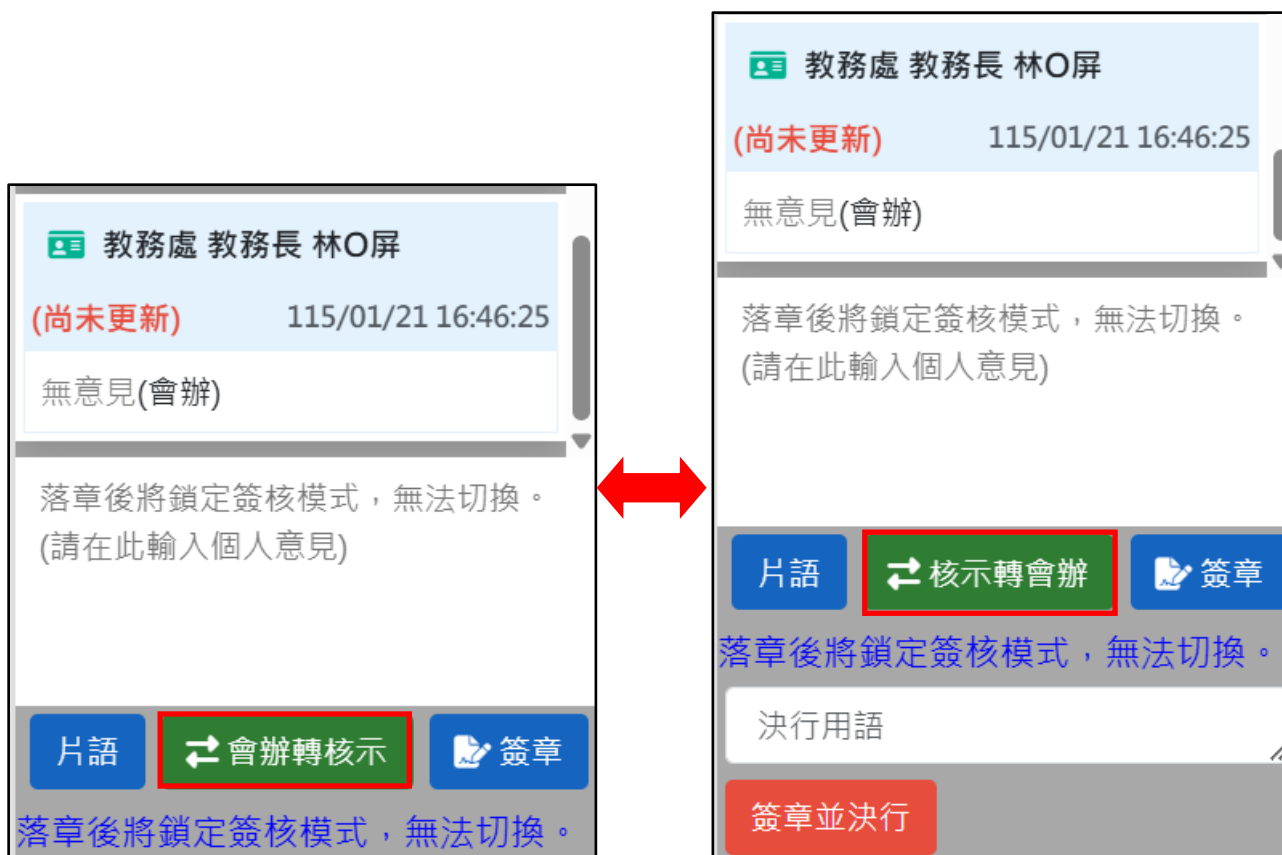 教務處 教務長 林O屏
(尚未更新) 115/01/21 16:46:25
無意見(會辦)
落章後將鎖定簽核模式，無法切換。
(請在此輸入個人意見)
片語 會辦轉核示 簽章
落章後將鎖定簽核模式，無法切換。
教務處 教務長 林O屏
(尚未更新) 115/01/21 16:46:25
無意見(會辦)
落章後將鎖定簽核模式，無法切換。
(請在此輸入個人意見)
片語 核示轉會辦 簽章
落章後將鎖定簽核模式，無法切換。
決行用語
簽章並決行